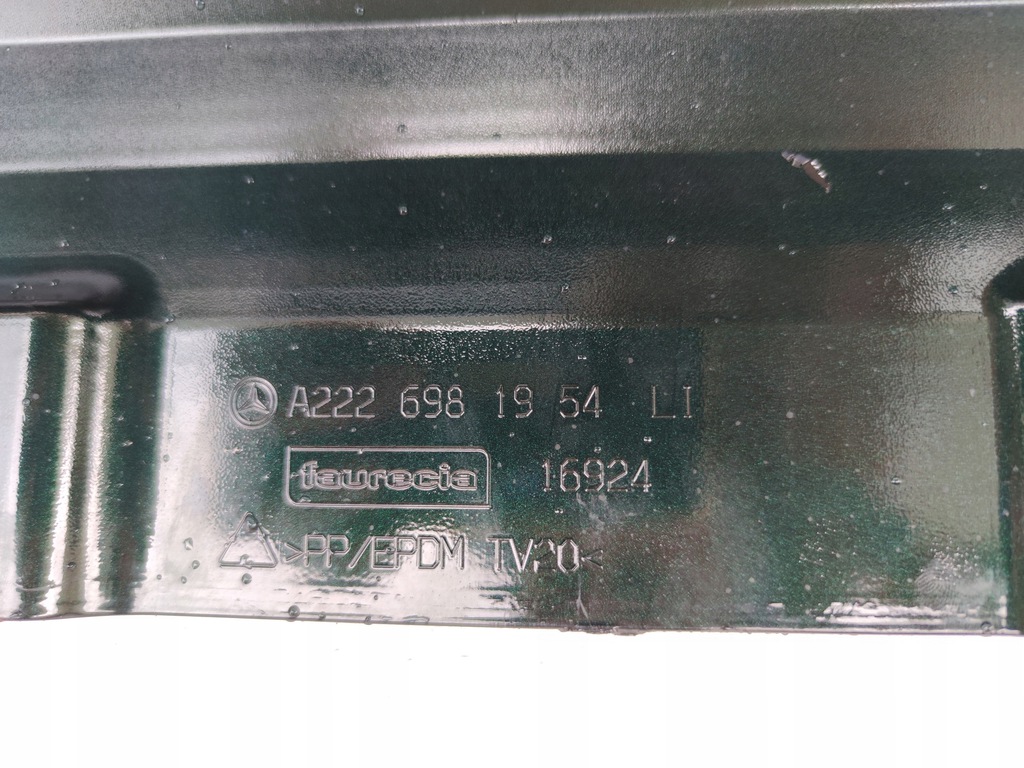 A222 698 19 54 LI
faurecia 16924
>PP/EPDM TV20<